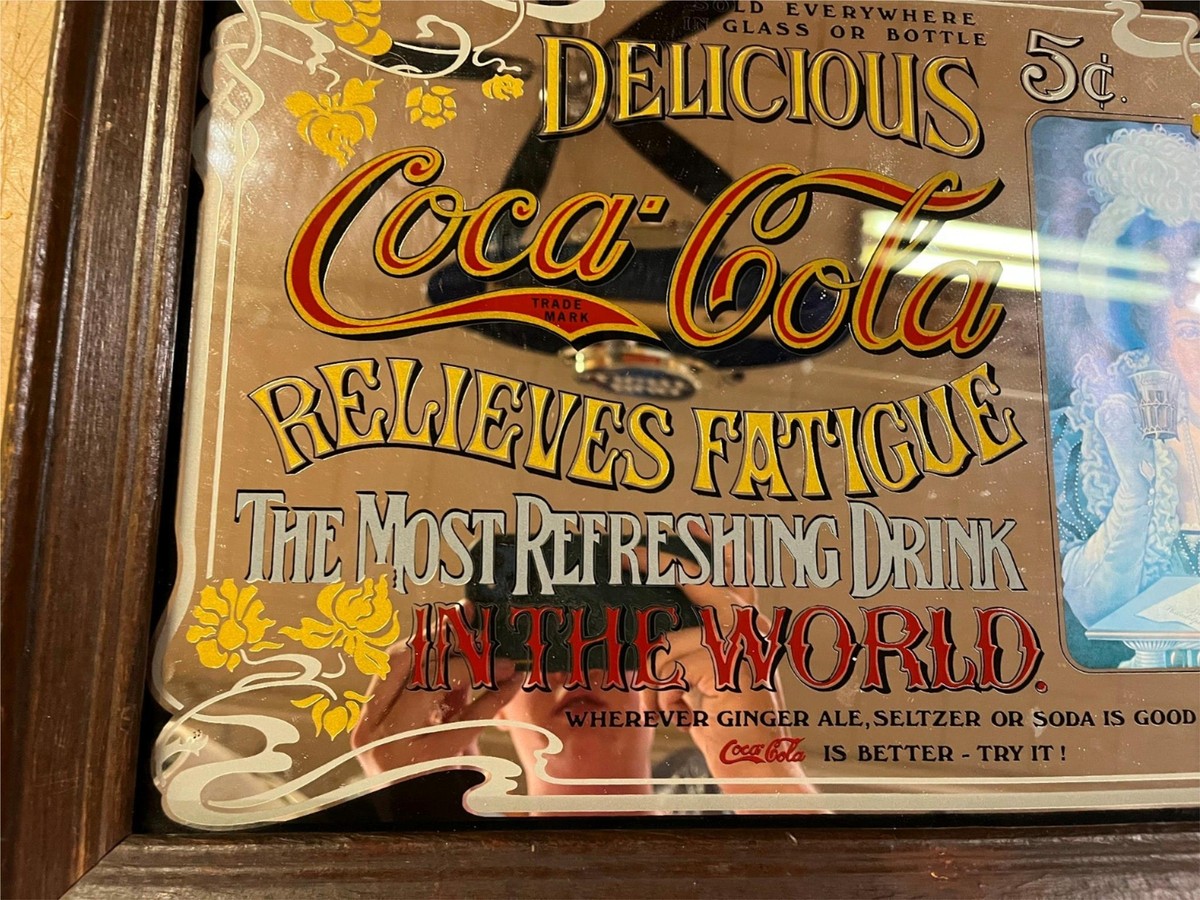 SOLD EVERYWHERE
IN GLASS OR BOTTLE
DELICIOUS 5¢.
Coca-Cola
TRADE
MARK
RELIEVES FATIGUE
THE MOST REFRESHING DRINK
IN THE WORLD.
WHEREVER GINGER ALE, SELTZER OR SODA IS GOOD
Coca-Cola IS BETTER - TRY IT!